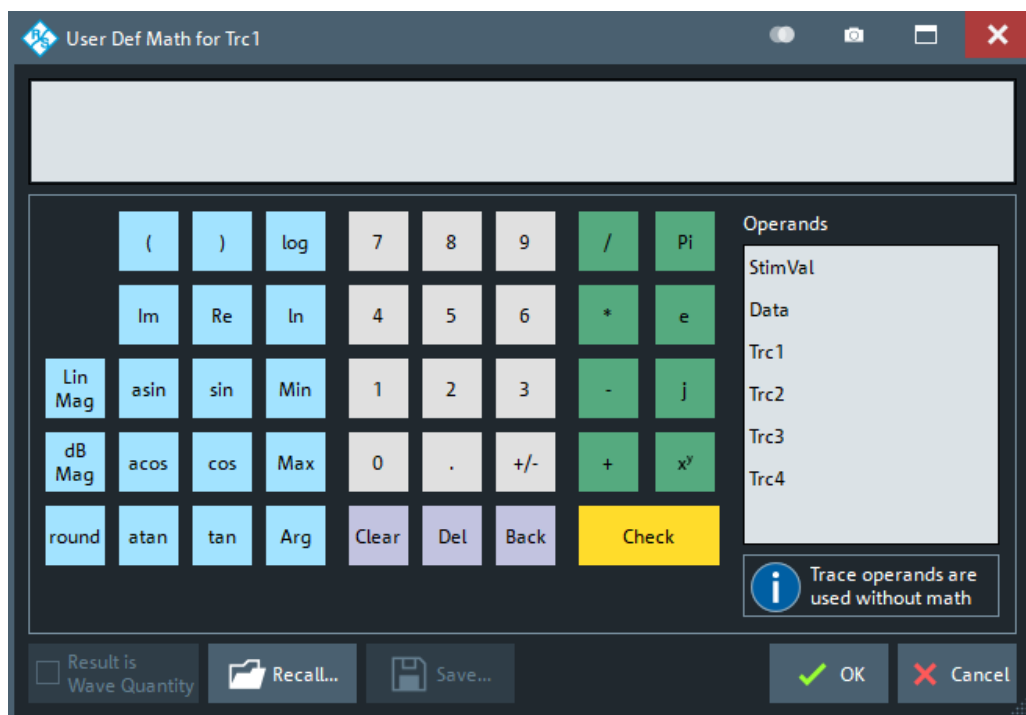 R&S User Def Math for Trc1
( ) log 7 8 9 / Pi
Operands
StimVal
Im Re ln 4 5 6 * e
Data
Trc1
Lin
Mag
asin sin Min 1 2 3 - j
Trc2
Trc3
dB
Mag
acos cos Max 0 . +/- + xʸ
Trc4
round atan tan Arg Clear Del Back Check
Trace operands are
used without math
Result is
Wave Quantity
Recall...
Save...
OK
Cancel